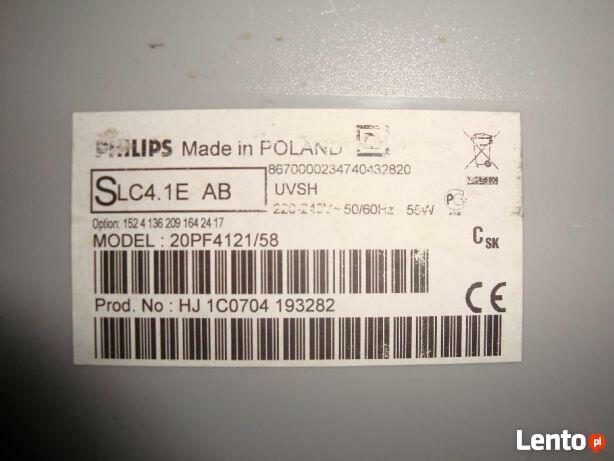 PHILIPS Made in POLAND
8670000234740432820
SLC4.1E AB
UVSH
220-240V~ 50/60Hz 55W
Option: 152 4 136 209 164 24 17
MODEL : 20PF4121/58
CSK
Prod. No : HJ 1C0704 193282
CE
Lento.pl